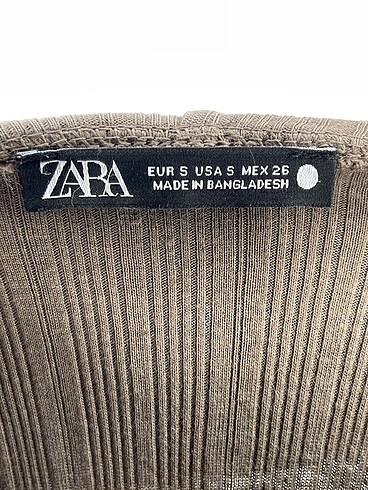 ZARA
EUR S USA S MEX 26
MADE IN BANGLADESH